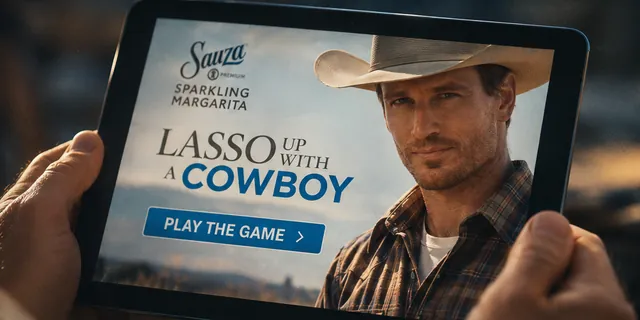 Sauza
PREMIUM
SPARKLING
MARGARITA
LASSO UP
WITH
A COWBOY
PLAY THE GAME >